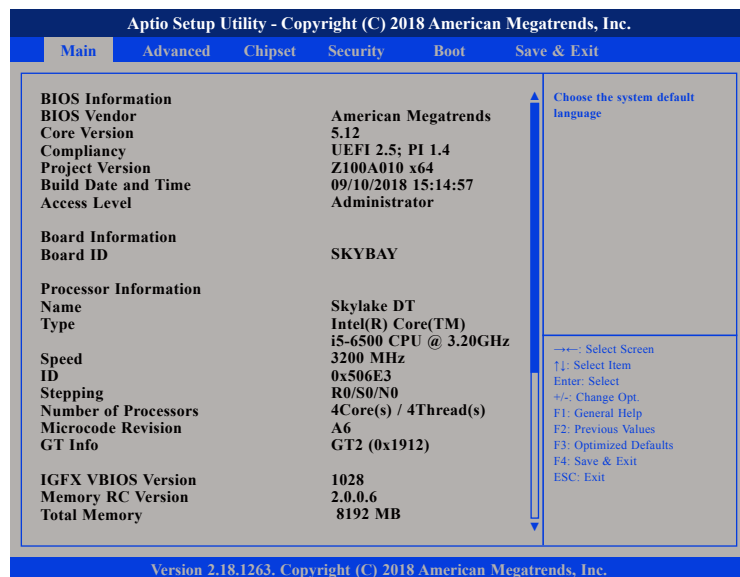 Aptio Setup Utility - Copyright (C) 2018 American Megatrends, Inc.
Main Advanced Chipset Security Boot Save & Exit
BIOS Information
BIOS Vendor American Megatrends
Core Version 5.12
Compliancy UEFI 2.5; PI 1.4
Project Version Z100A010 x64
Build Date and Time 09/10/2018 15:14:57
Access Level Administrator
Board Information
Board ID SKYBAY
Processor Information
Name Skylake DT
Type Intel(R) Core(TM)
i5-6500 CPU @ 3.20GHz
Speed 3200 MHz
ID 0x506E3
Stepping R0/S0/N0
Number of Processors 4Core(s) / 4Thread(s)
Microcode Revision A6
GT Info GT2 (0x1912)
IGFX VBIOS Version 1028
Memory RC Version 2.0.0.6
Total Memory 8192 MB
Choose the system default
language
→←: Select Screen
↑↓: Select Item
Enter: Select
+/-: Change Opt.
F1: General Help
F2: Previous Values
F3: Optimized Defaults
F4: Save & Exit
ESC: Exit
Version 2.18.1263. Copyright (C) 2018 American Megatrends, Inc.